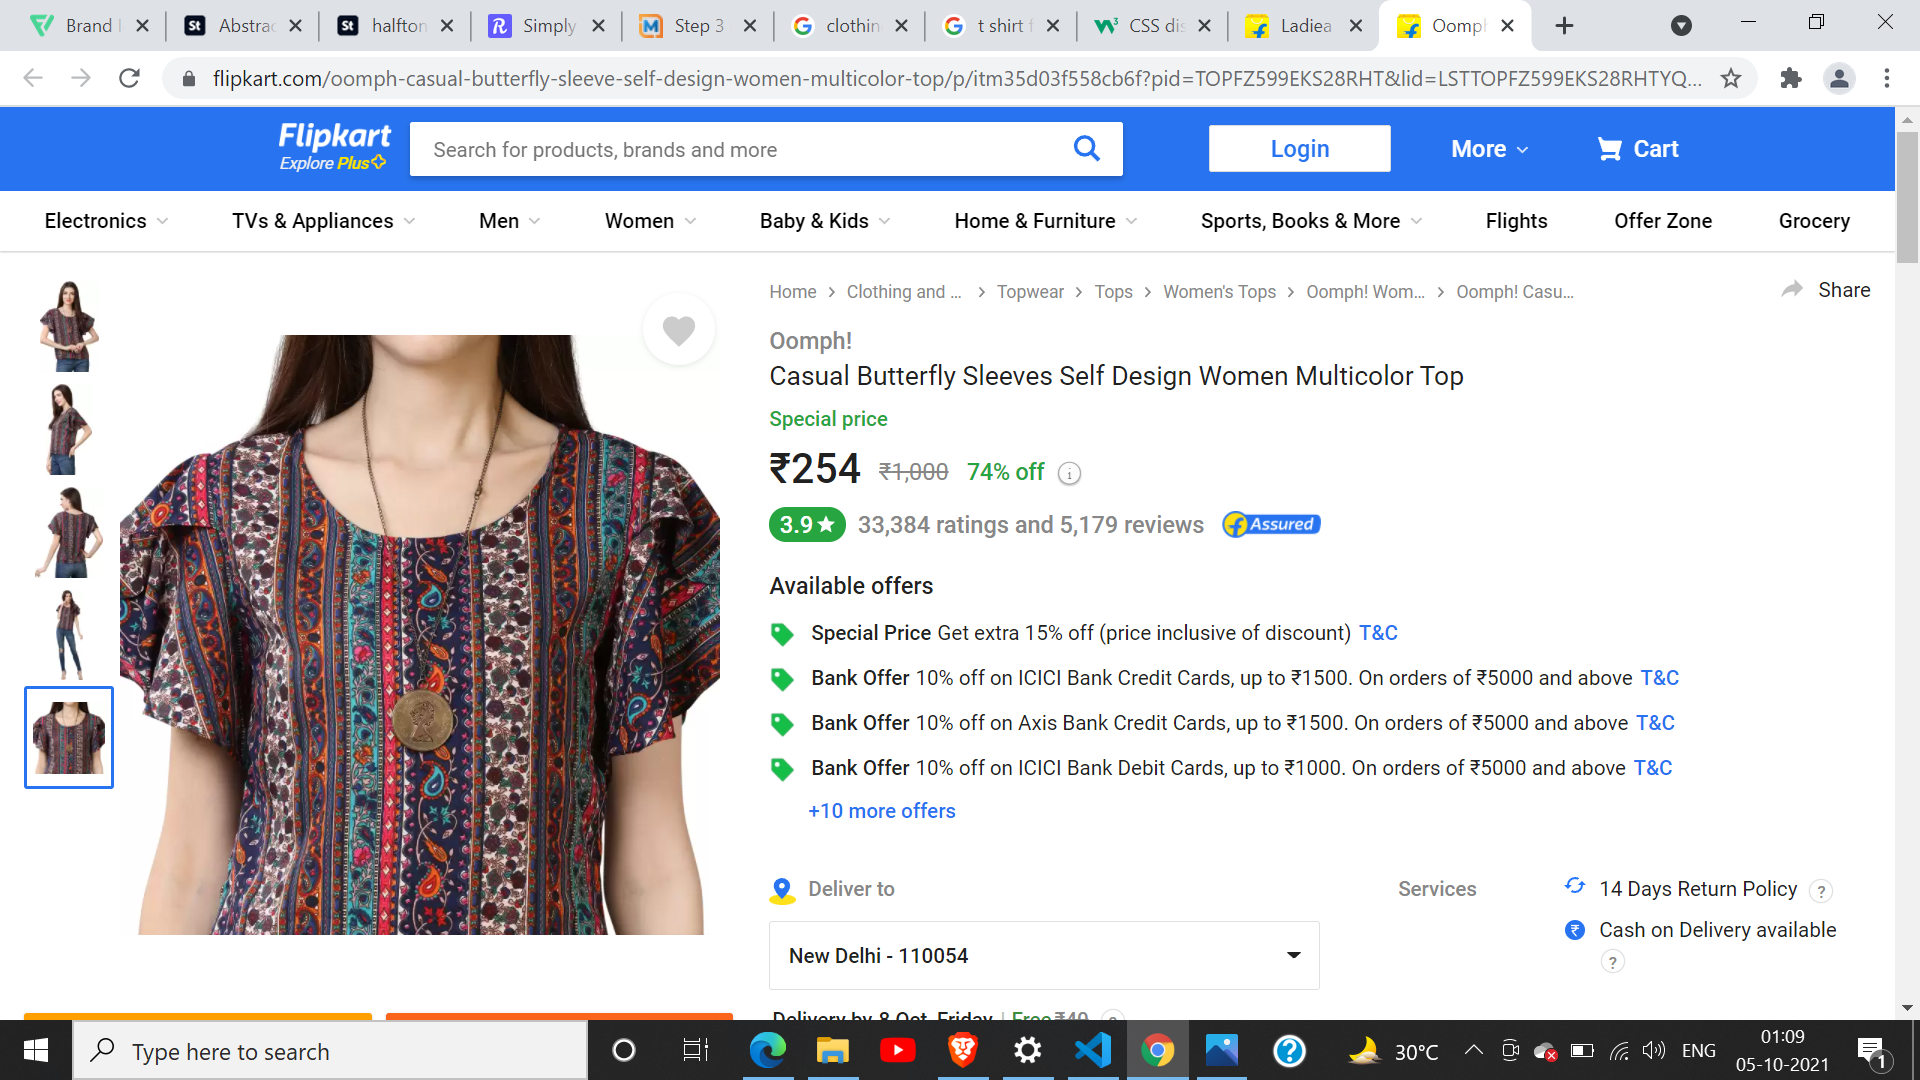 Brand
Abstrac
halfton
Simply
Step 3
clothin
t shirt f
CSS dis
Ladiea
Oomph
flipkart.com/oomph-casual-butterfly-sleeve-self-design-women-multicolor-top/p/itm35d03f558cb6f?pid=TOPFZ599EKS28RHT&lid=LSTTOPFZ599EKS28RHTYQ...
Flipkart
Explore Plus
Search for products, brands and more
Login
More
Cart
Electronics
TVs & Appliances
Men
Women
Baby & Kids
Home & Furniture
Sports, Books & More
Flights
Offer Zone
Grocery
Home > Clothing and ... > Topwear > Tops > Women's Tops > Oomph! Wom... > Oomph! Casu...
Share
Oomph!
Casual Butterfly Sleeves Self Design Women Multicolor Top
Special price
₹254 ₹1,000 74% off
3.9★ 33,384 ratings and 5,179 reviews Assured
Available offers
Special Price Get extra 15% off (price inclusive of discount) T&C
Bank Offer 10% off on ICICI Bank Credit Cards, up to ₹1500. On orders of ₹5000 and above T&C
Bank Offer 10% off on Axis Bank Credit Cards, up to ₹1500. On orders of ₹5000 and above T&C
Bank Offer 10% off on ICICI Bank Debit Cards, up to ₹1000. On orders of ₹5000 and above T&C
+10 more offers
Deliver to
Services
14 Days Return Policy ?
New Delhi - 110054
Cash on Delivery available
?
Delivery by 8 Oct, Friday | Free ₹40 ?
Type here to search
30°C
ENG
01:09
05-10-2021
1